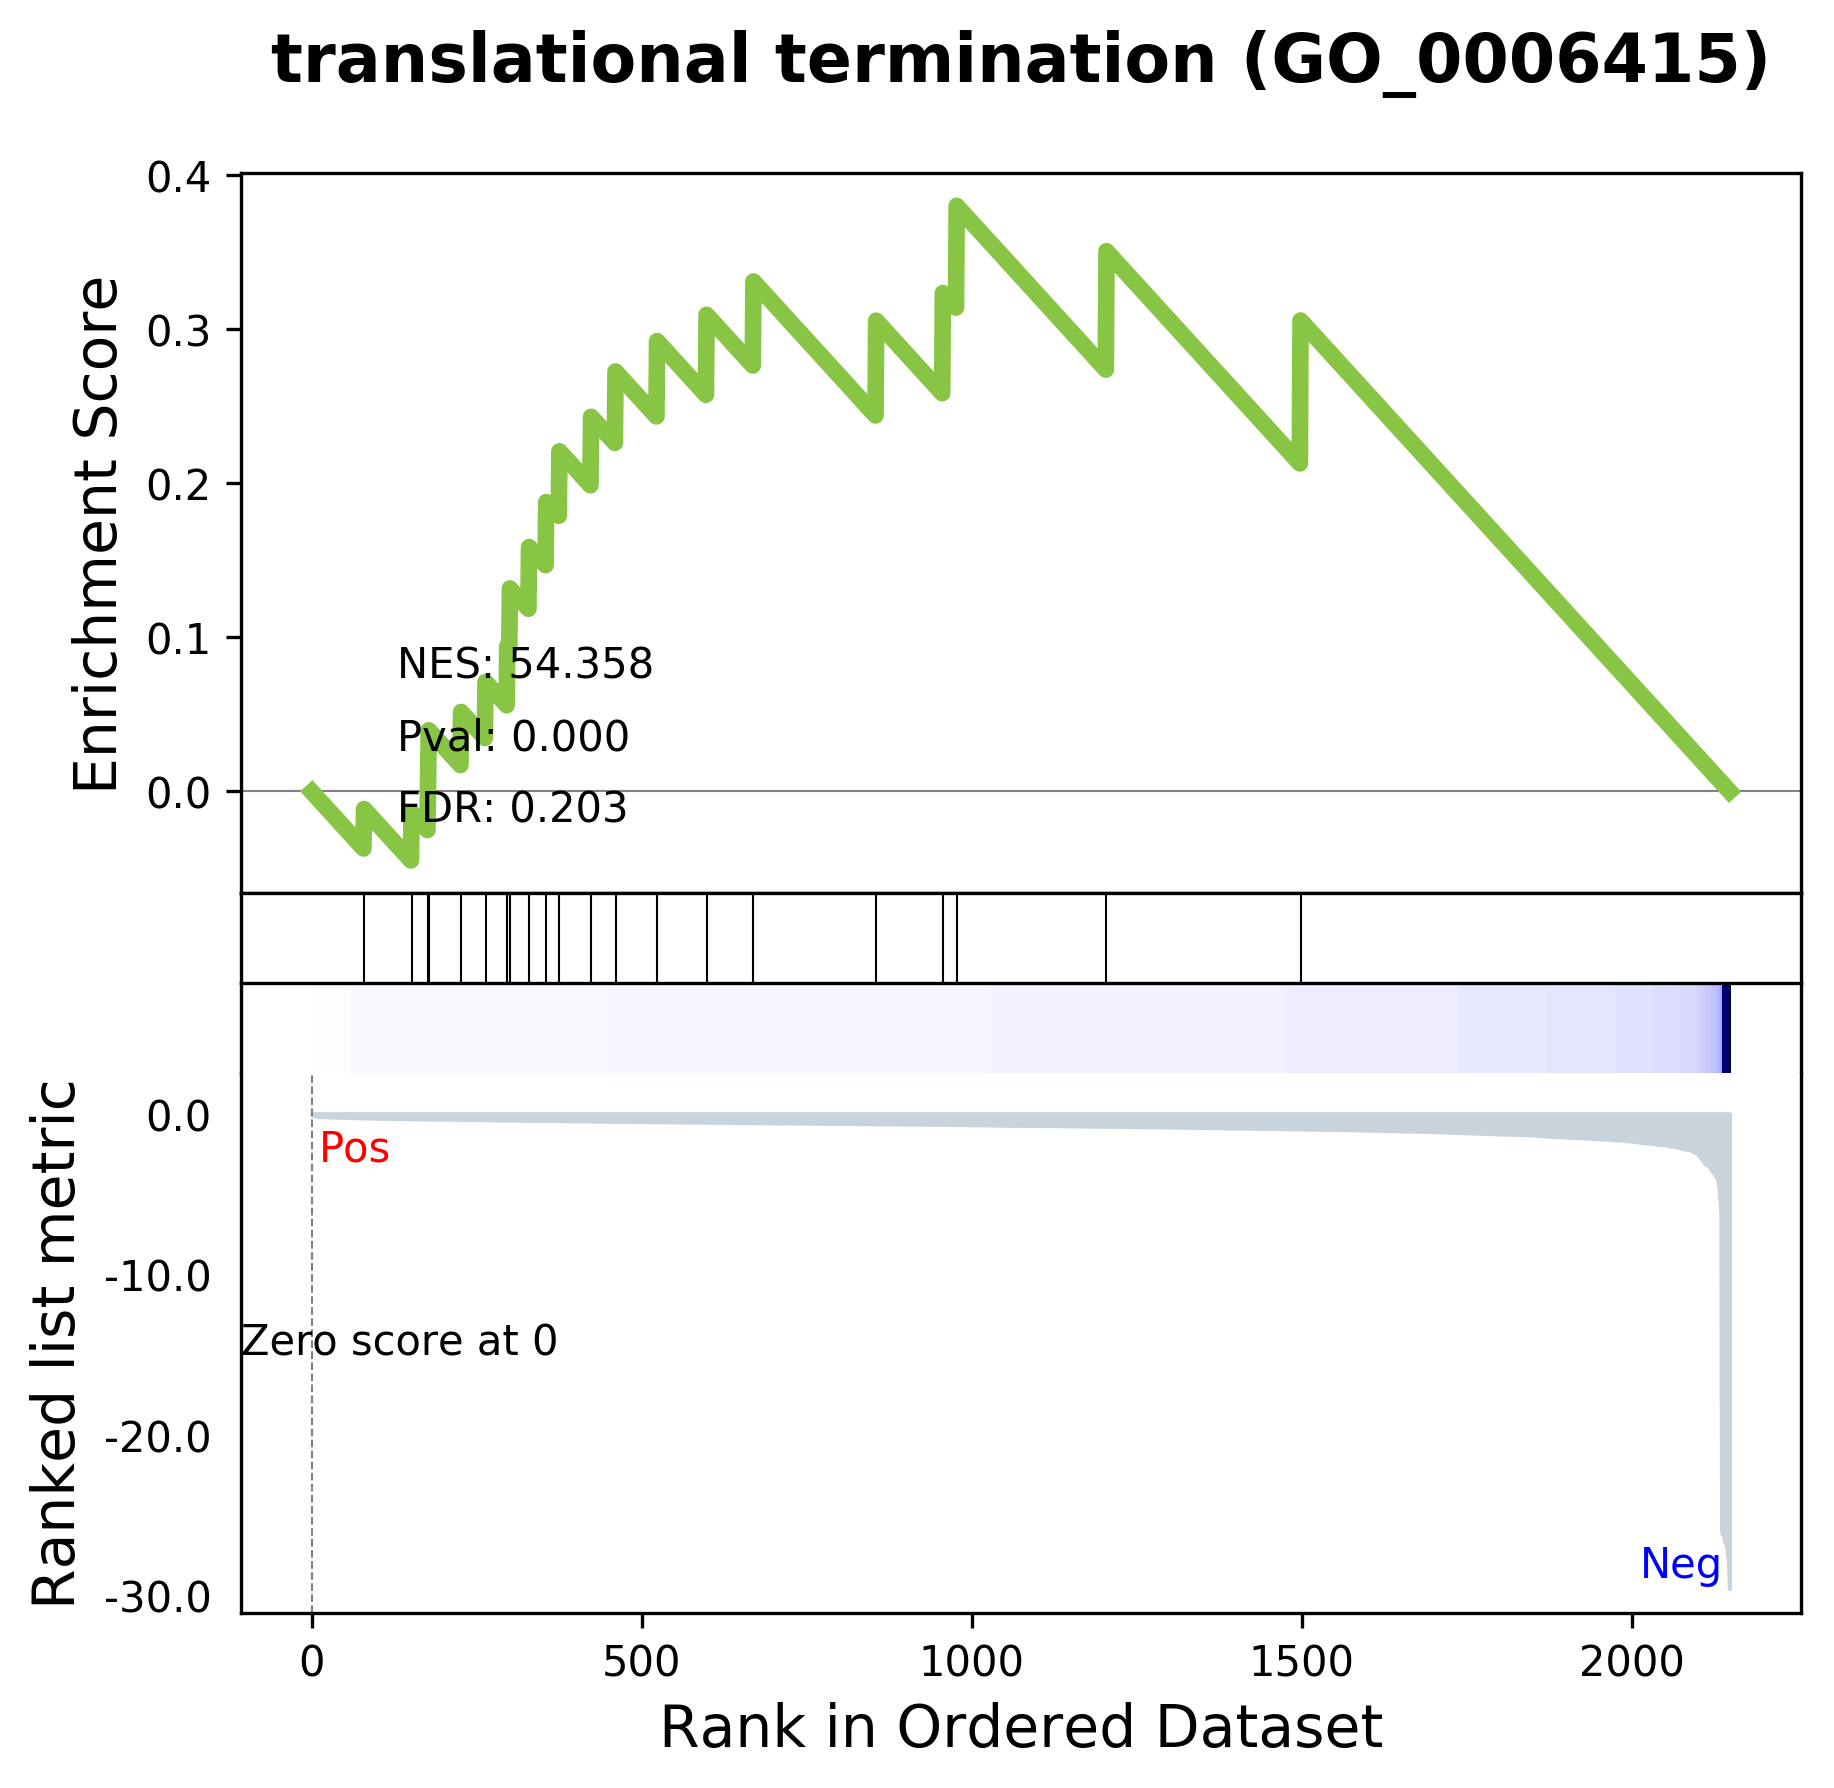 translational termination (GO_0006415)
Enrichment Score
0.4
0.3
0.2
0.1
0.0
NES: 54.358
Pval: 0.000
FDR: 0.203
Ranked list metric
0.0
-10.0
-20.0
-30.0
Pos
Zero score at 0
Neg
0 500 1000 1500 2000
Rank in Ordered Dataset